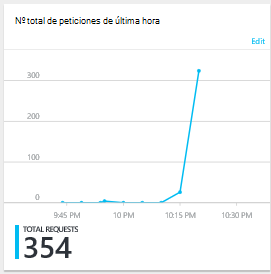 Nº total de peticiones de última hora
Edit
300
200
100
0
9:45 PM 10 PM 10:15 PM 10:30 PM
TOTAL REQUESTS
354